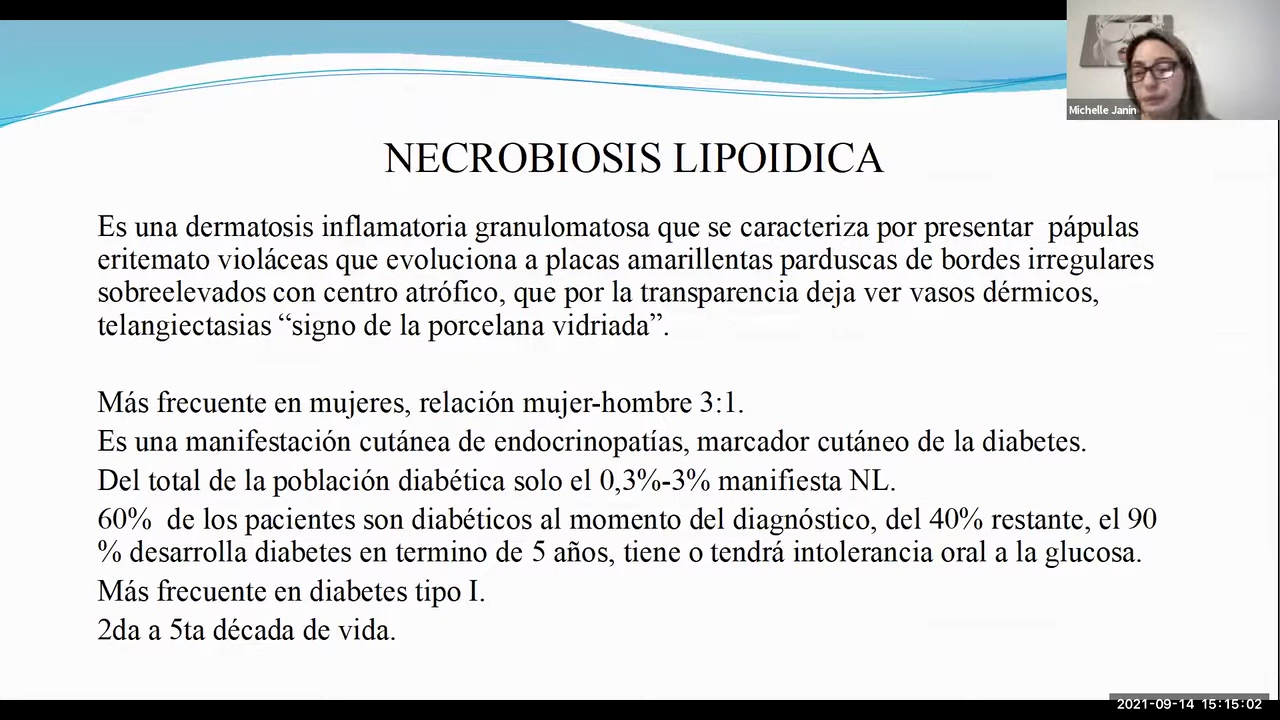 Michelle Janin
NECROBIOSIS LIPOIDICA
Es una dermatosis inflamatoria granulomatosa que se caracteriza por presentar  pápulas
eritemato violáceas que evoluciona a placas amarillentas parduscas de bordes irregulares
sobreelevados con centro atrófico, que por la transparencia deja ver vasos dérmicos,
telangiectasias “signo de la porcelana vidriada”.
Más frecuente en mujeres, relación mujer-hombre 3:1.
Es una manifestación cutánea de endocrinopatías, marcador cutáneo de la diabetes.
Del total de la población diabética solo el 0,3%-3% manifiesta NL.
60%  de los pacientes son diabéticos al momento del diagnóstico, del 40% restante, el 90
% desarrolla diabetes en termino de 5 años, tiene o tendrá intolerancia oral a la glucosa.
Más frecuente en diabetes tipo I.
2da a 5ta década de vida.
2021-09-14 15:15:02